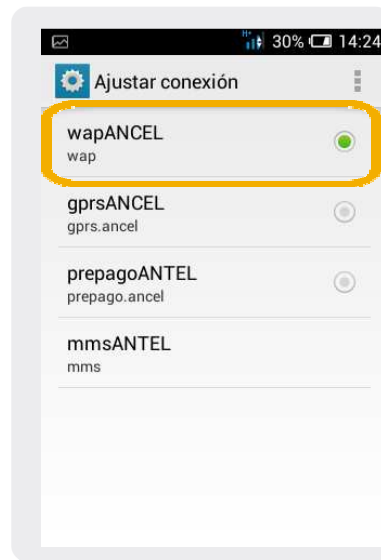 H+ 30% 14:24
Ajustar conexión
wapANCEL
wap
gprsANCEL
gprs.ancel
prepagoANTEL
prepago.ancel
mmsANTEL
mms